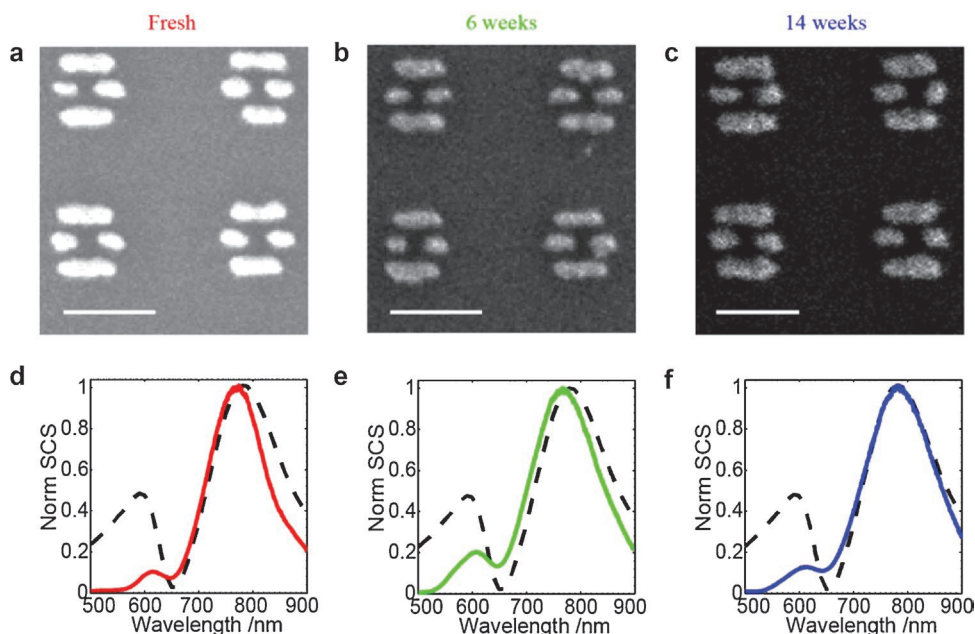 Fresh 6 weeks 14 weeks
a b c
d e f
1 1 1
0.8 0.8 0.8
0.6 0.6 0.6
0.4 0.4 0.4
0.2 0.2 0.2
0 0 0
Norm SCS Norm SCS Norm SCS
500 600 700 800 900 500 600 700 800 900 500 600 700 800 900
Wavelength /nm Wavelength /nm Wavelength /nm